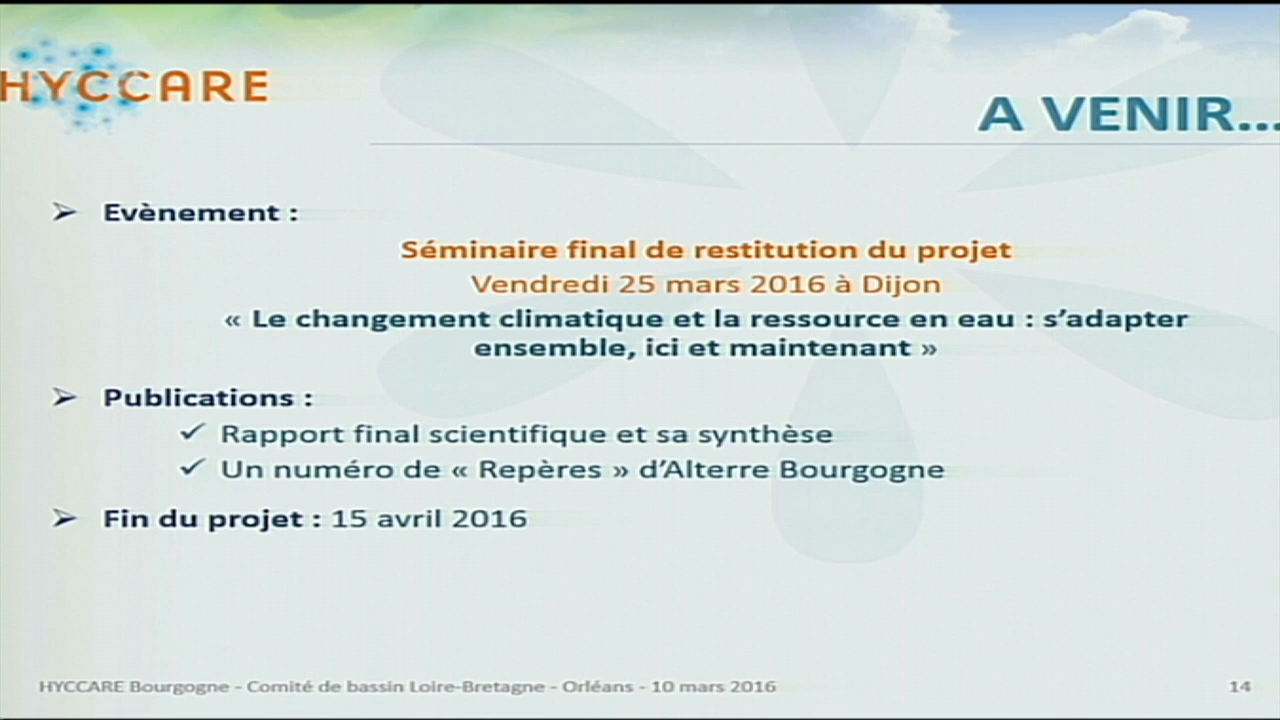 HYCCARE
A VENIR...
Evènement :
Séminaire final de restitution du projet
Vendredi 25 mars 2016 à Dijon
« Le changement climatique et la ressource en eau : s’adapter
ensemble, ici et maintenant »
Publications :
Rapport final scientifique et sa synthèse
Un numéro de « Repères » d’Alterre Bourgogne
Fin du projet : 15 avril 2016
HYCCARE Bourgogne - Comité de bassin Loire-Bretagne - Orléans - 10 mars 2016
14